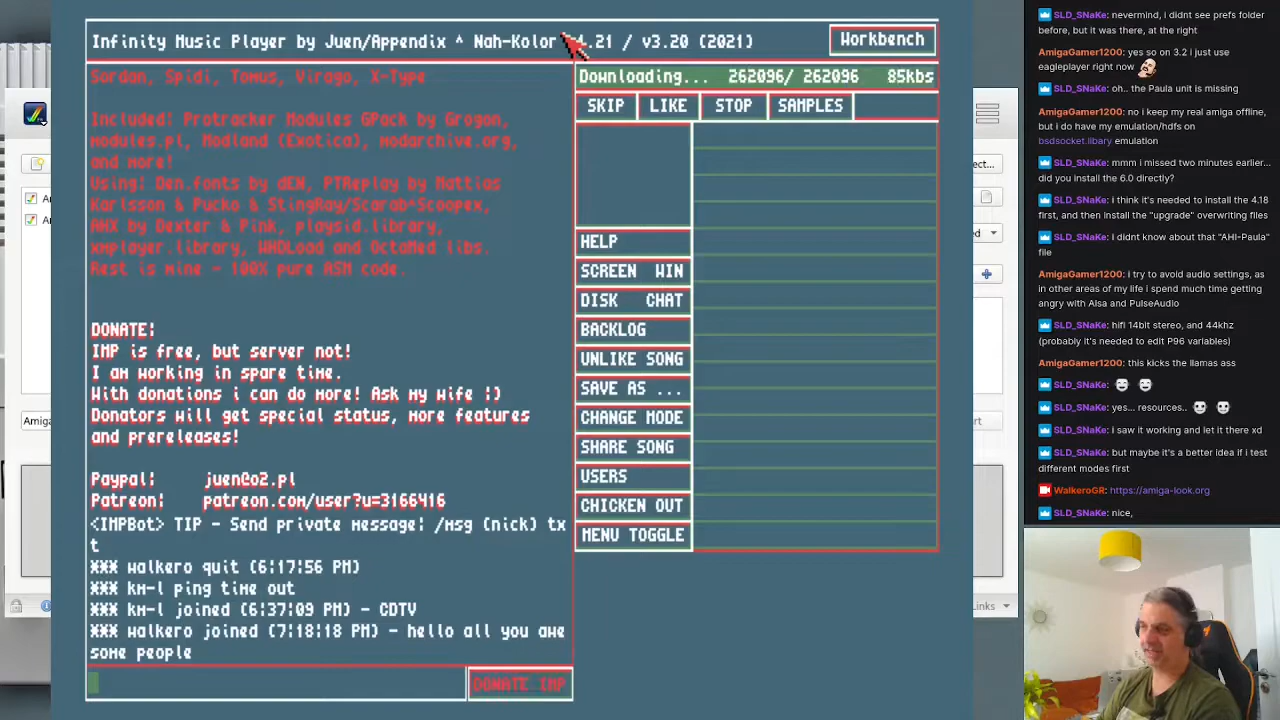 Infinity Music Player by Juen/Appendix ^ Nah-Kolor v4.21 / v3.20 (2021)
Workbench
Sordan, Spidi, Tomus, Virago, X-Type
Included: Protracker modules GPack by Grogon,
modules.pl, Modland (Exotica), modarchive.org,
and more!
Using: Den.fonts by dEN, PTReplay by Mattias
Karlsson & Pucko & StingRay/Scarab^Scoopex,
AHX by Dexter & Pink, playsid.library,
xmplayer.library, WHDLoad and OctaMed libs.
Rest is mine - 100% pure ASM code.
DONATE:
IMP is free, but server not!
I am working in spare time.
With donations i can do more! Ask my wife :)
Donators will get special status, more features
and prereleases!
Paypal: juen@o2.pl
Patreon: patreon.com/user?u=3166416
<IMPBot> TIP - Send private message: /msg (nick) tx
t
*** walkero quit (6:17:56 PM)
*** km-l ping time out
*** km-l joined (6:37:09 PM) - CDTV
*** walkero joined (7:18:18 PM) - hello all you awe
some people
DONATE IMP
Downloading... 262096/ 262096 85kbs
SKIP LIKE STOP SAMPLES
HELP
SCREEN WIN
DISK CHAT
BACKLOG
UNLIKE SONG
SAVE AS ...
CHANGE MODE
SHARE SONG
USERS
CHICKEN OUT
MENU TOGGLE
Amiga
Links
SLD_SNaKe: nevermind, i didnt see prefs folder
before, but it was there, at the right
AmigaGamer1200: yes so on 3.2 i just use
eagleplayer right now
SLD_SNaKe: oh.. the Paula unit is missing
AmigaGamer1200: no i keep my real amiga offline,
but i do have my emulation/hdfs on
bsdsocket.libary emulation
SLD_SNaKe: mmm i missed two minutes earlier...
did you install the 6.0 directly?
SLD_SNaKe: i think it's needed to install the 4.18
first, and then install the "upgrade" overwriting files
SLD_SNaKe: i didnt know about that "AHI-Paula"
file
AmigaGamer1200: i try to avoid audio settings, as
in other areas of my life i spend much time getting
angry with Alsa and PulseAudio
SLD_SNaKe: hifi 14bit stereo, and 44khz
(probably it's needed to edit P96 variables)
AmigaGamer1200: this kicks the llamas ass
SLD_SNaKe:
SLD_SNaKe: yes... resources..
SLD_SNaKe: i saw it working and let it there xd
SLD_SNaKe: but maybe it's a better idea if i test
different modes first
WalkeroGR: https://amiga-look.org
SLD_SNaKe: nice,